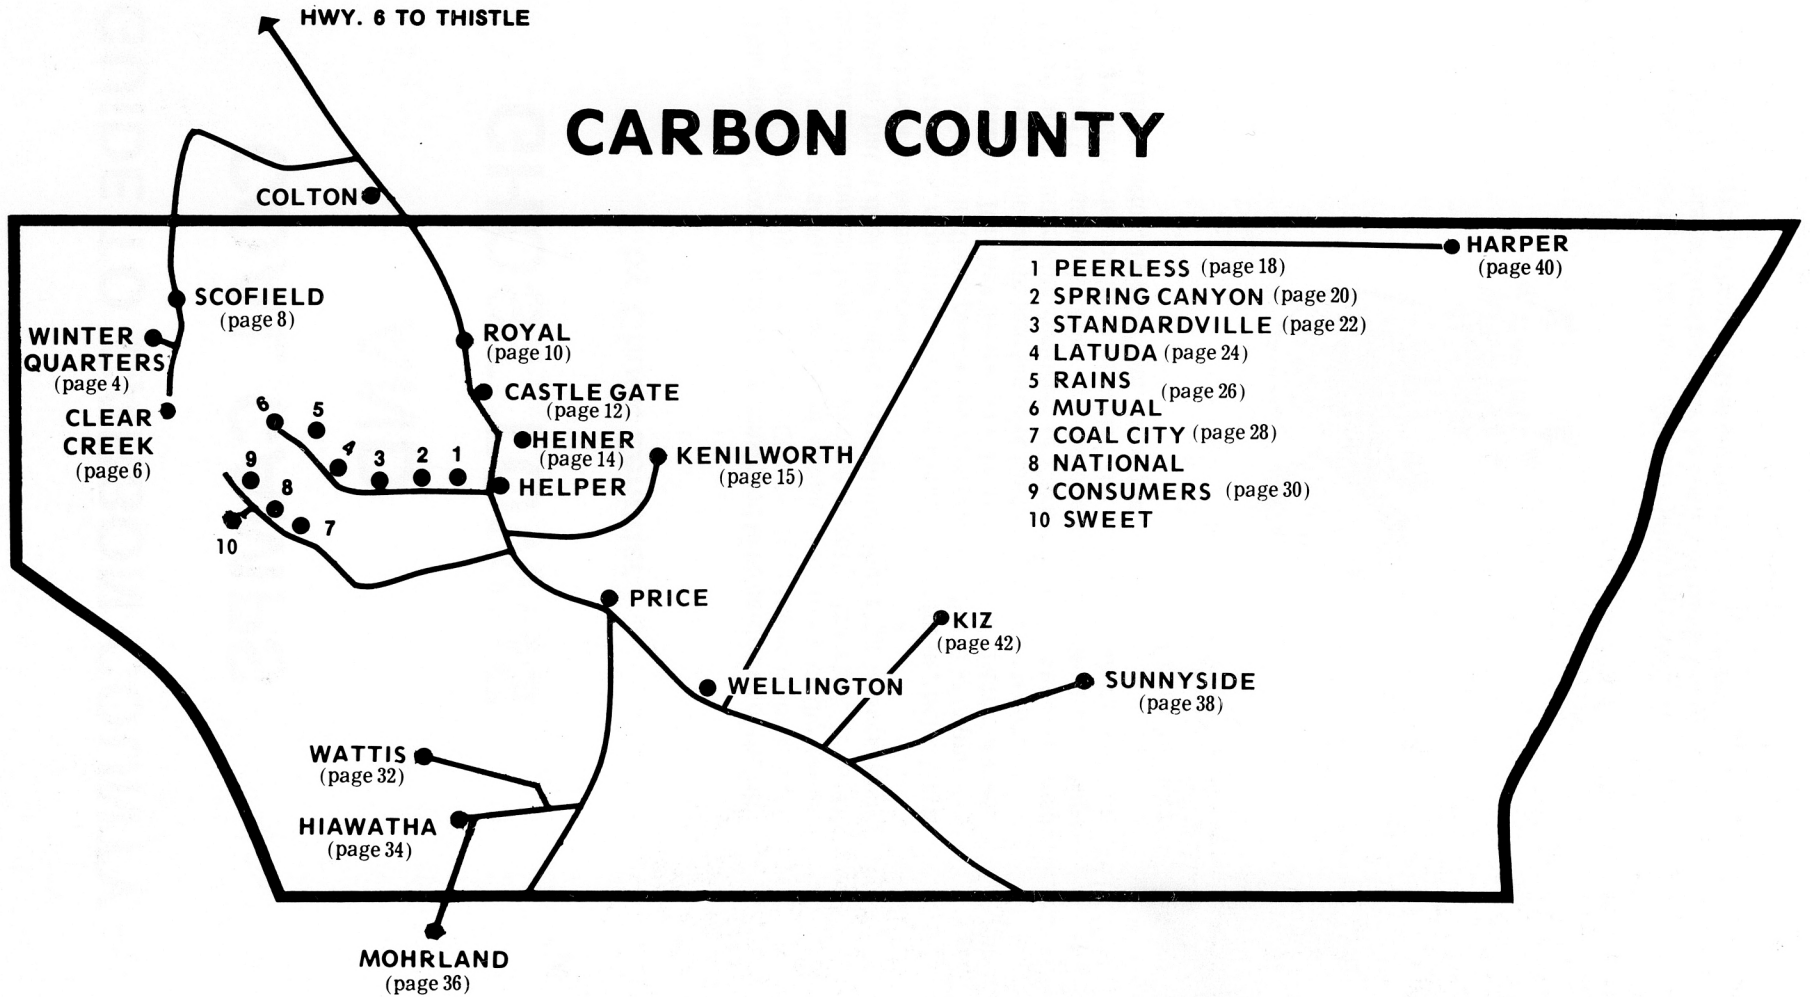 HWY. 6 TO THISTLE
CARBON COUNTY
COLTON
HARPER
(page 40)
1 PEERLESS (page 18)
2 SPRING CANYON (page 20)
3 STANDARDVILLE (page 22)
4 LATUDA (page 24)
5 RAINS
(page 26)
6 MUTUAL
7 COAL CITY (page 28)
8 NATIONAL
9 CONSUMERS (page 30)
10 SWEET
SCOFIELD
(page 8)
WINTER
QUARTERS
(page 4)
CLEAR
CREEK
(page 6)
ROYAL
(page 10)
CASTLE GATE
(page 12)
HEINER
(page 14)
KENILWORTH
(page 15)
HELPER
6
5
4
3
2
1
9
8
7
10
PRICE
KIZ
(page 42)
WELLINGTON
SUNNYSIDE
(page 38)
WATTIS
(page 32)
HIAWATHA
(page 34)
MOHRLAND
(page 36)